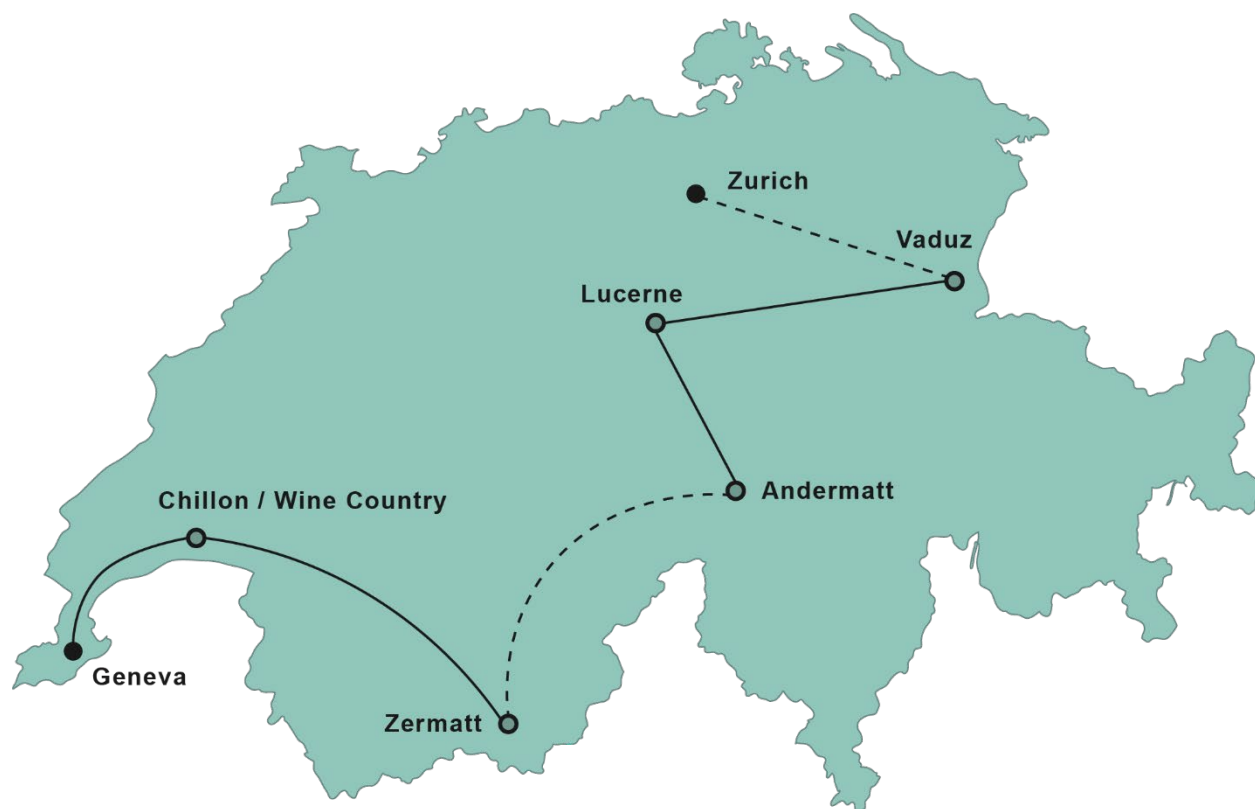 Zurich
Vaduz
Lucerne
Andermatt
Chillon / Wine Country
Geneva
Zermatt